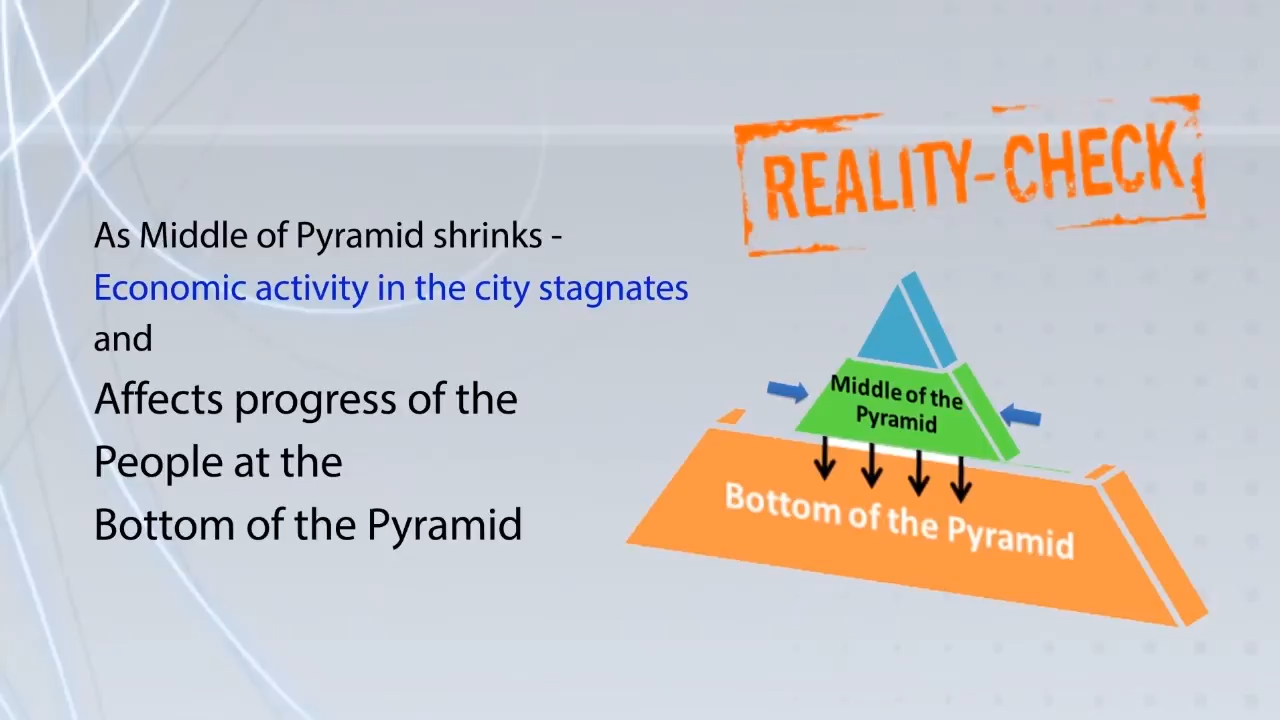 REALITY-CHECK
As Middle of Pyramid shrinks -
Economic activity in the city stagnates
and
Affects progress of the
People at the
Bottom of the Pyramid
Middle of the
Pyramid
Bottom of the Pyramid